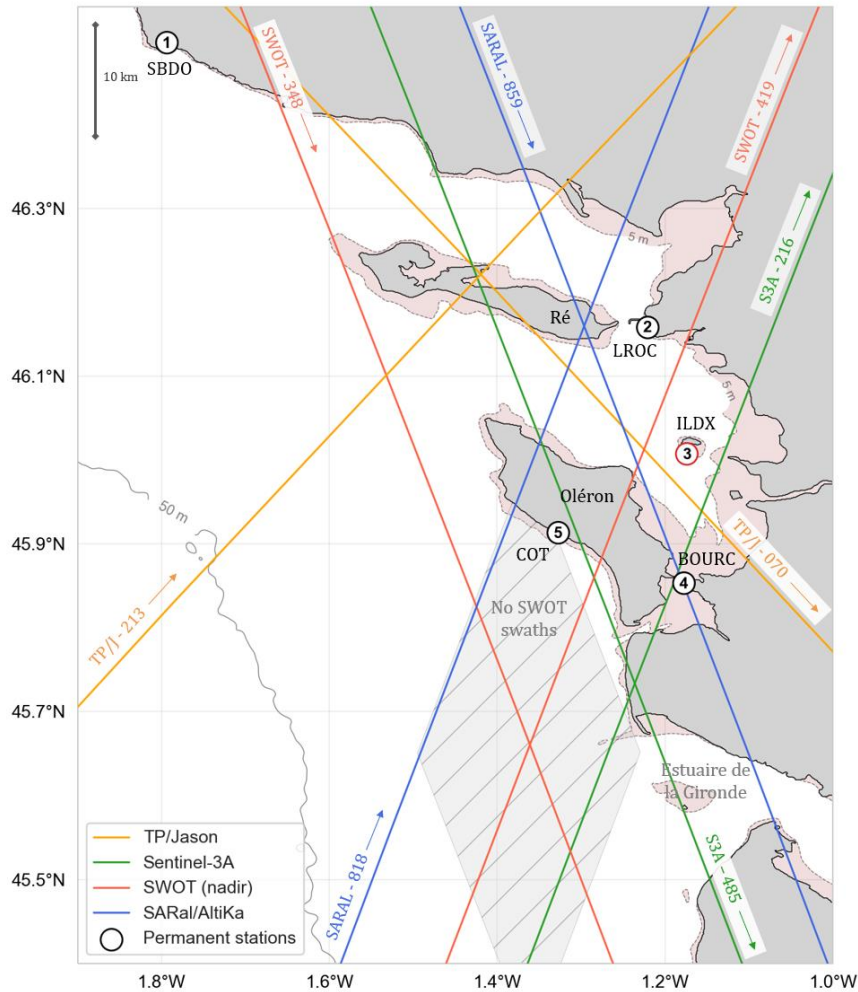 1
SBDO
10 km
SWOT - 348
SARAL - 859
SWOT - 419
S3A - 216
46.3°N
5 m
Ré
2
LROC
46.1°N
5 m
ILDX
3
Oléron
50 m
5
COT
45.9°N
BOURC
4
TP/J - 070
No SWOT
swaths
TP/J - 213
45.7°N
Estuaire de
la Gironde
TP/Jason
Sentinel-3A
SWOT (nadir)
SARal/AltiKa
Permanent stations
SARAL - 818
S3A - 485
45.5°N
1.8°W
1.6°W
1.4°W
1.2°W
1.0°W